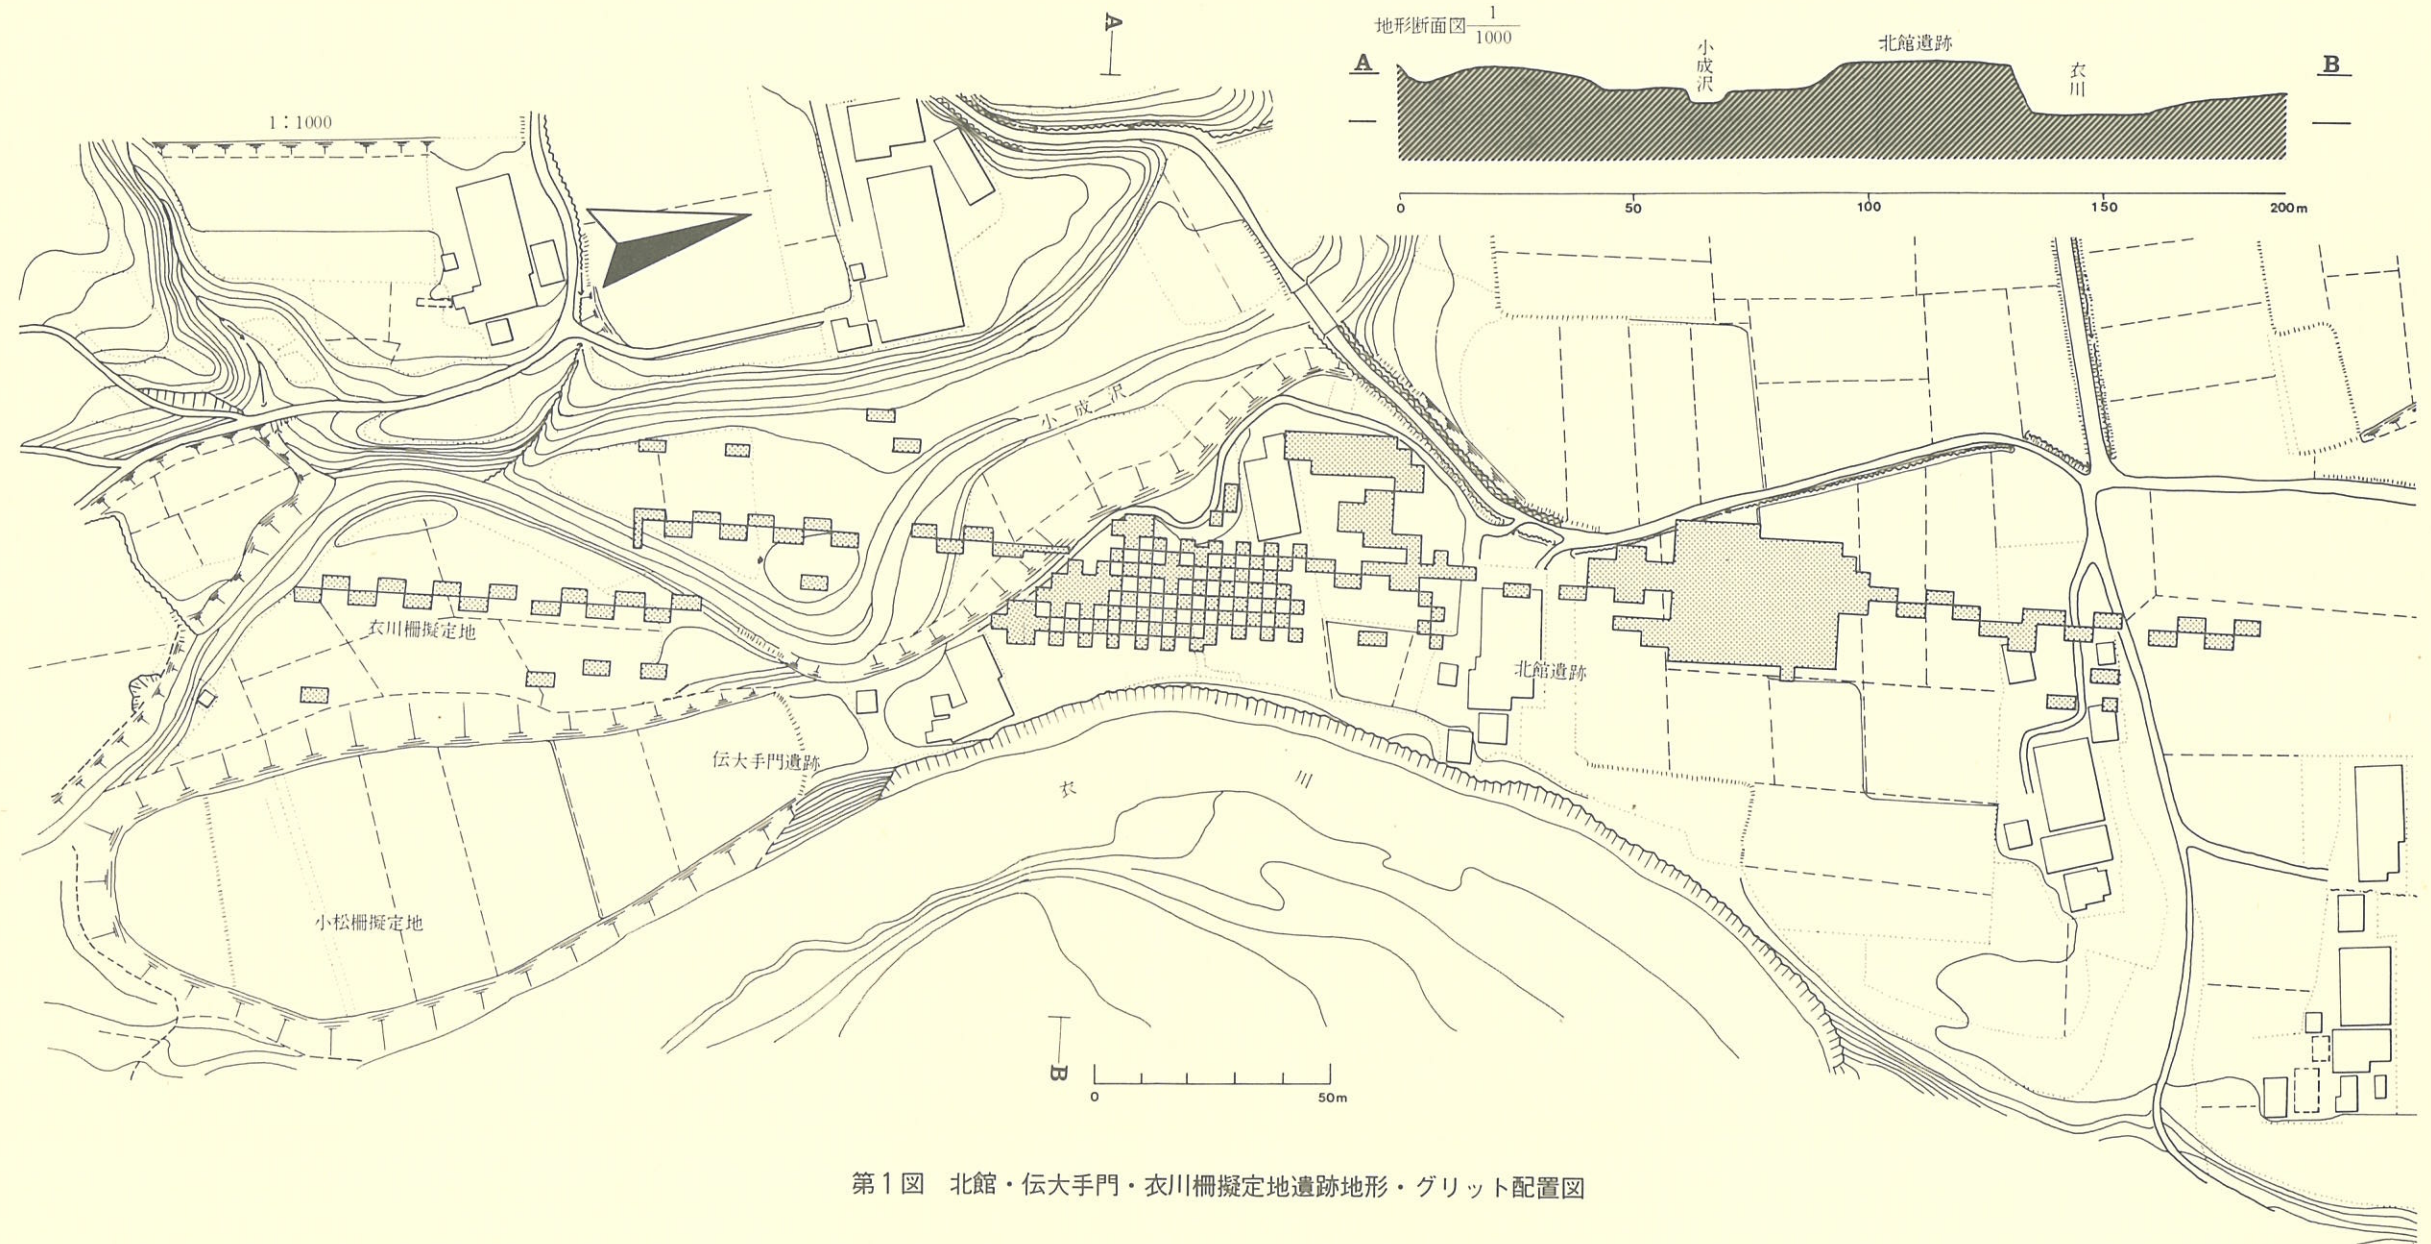 地形断面図 1/1000
A
小成沢
北館遺跡
衣川
B
0 50 100 150 200m
A
1：1000
小成沢
衣川柵擬定地
北館遺跡
伝大手門遺跡
衣川
小松柵擬定地
B
0 50m
第1図 北館・伝大手門・衣川柵擬定地遺跡地形・グリット配置図